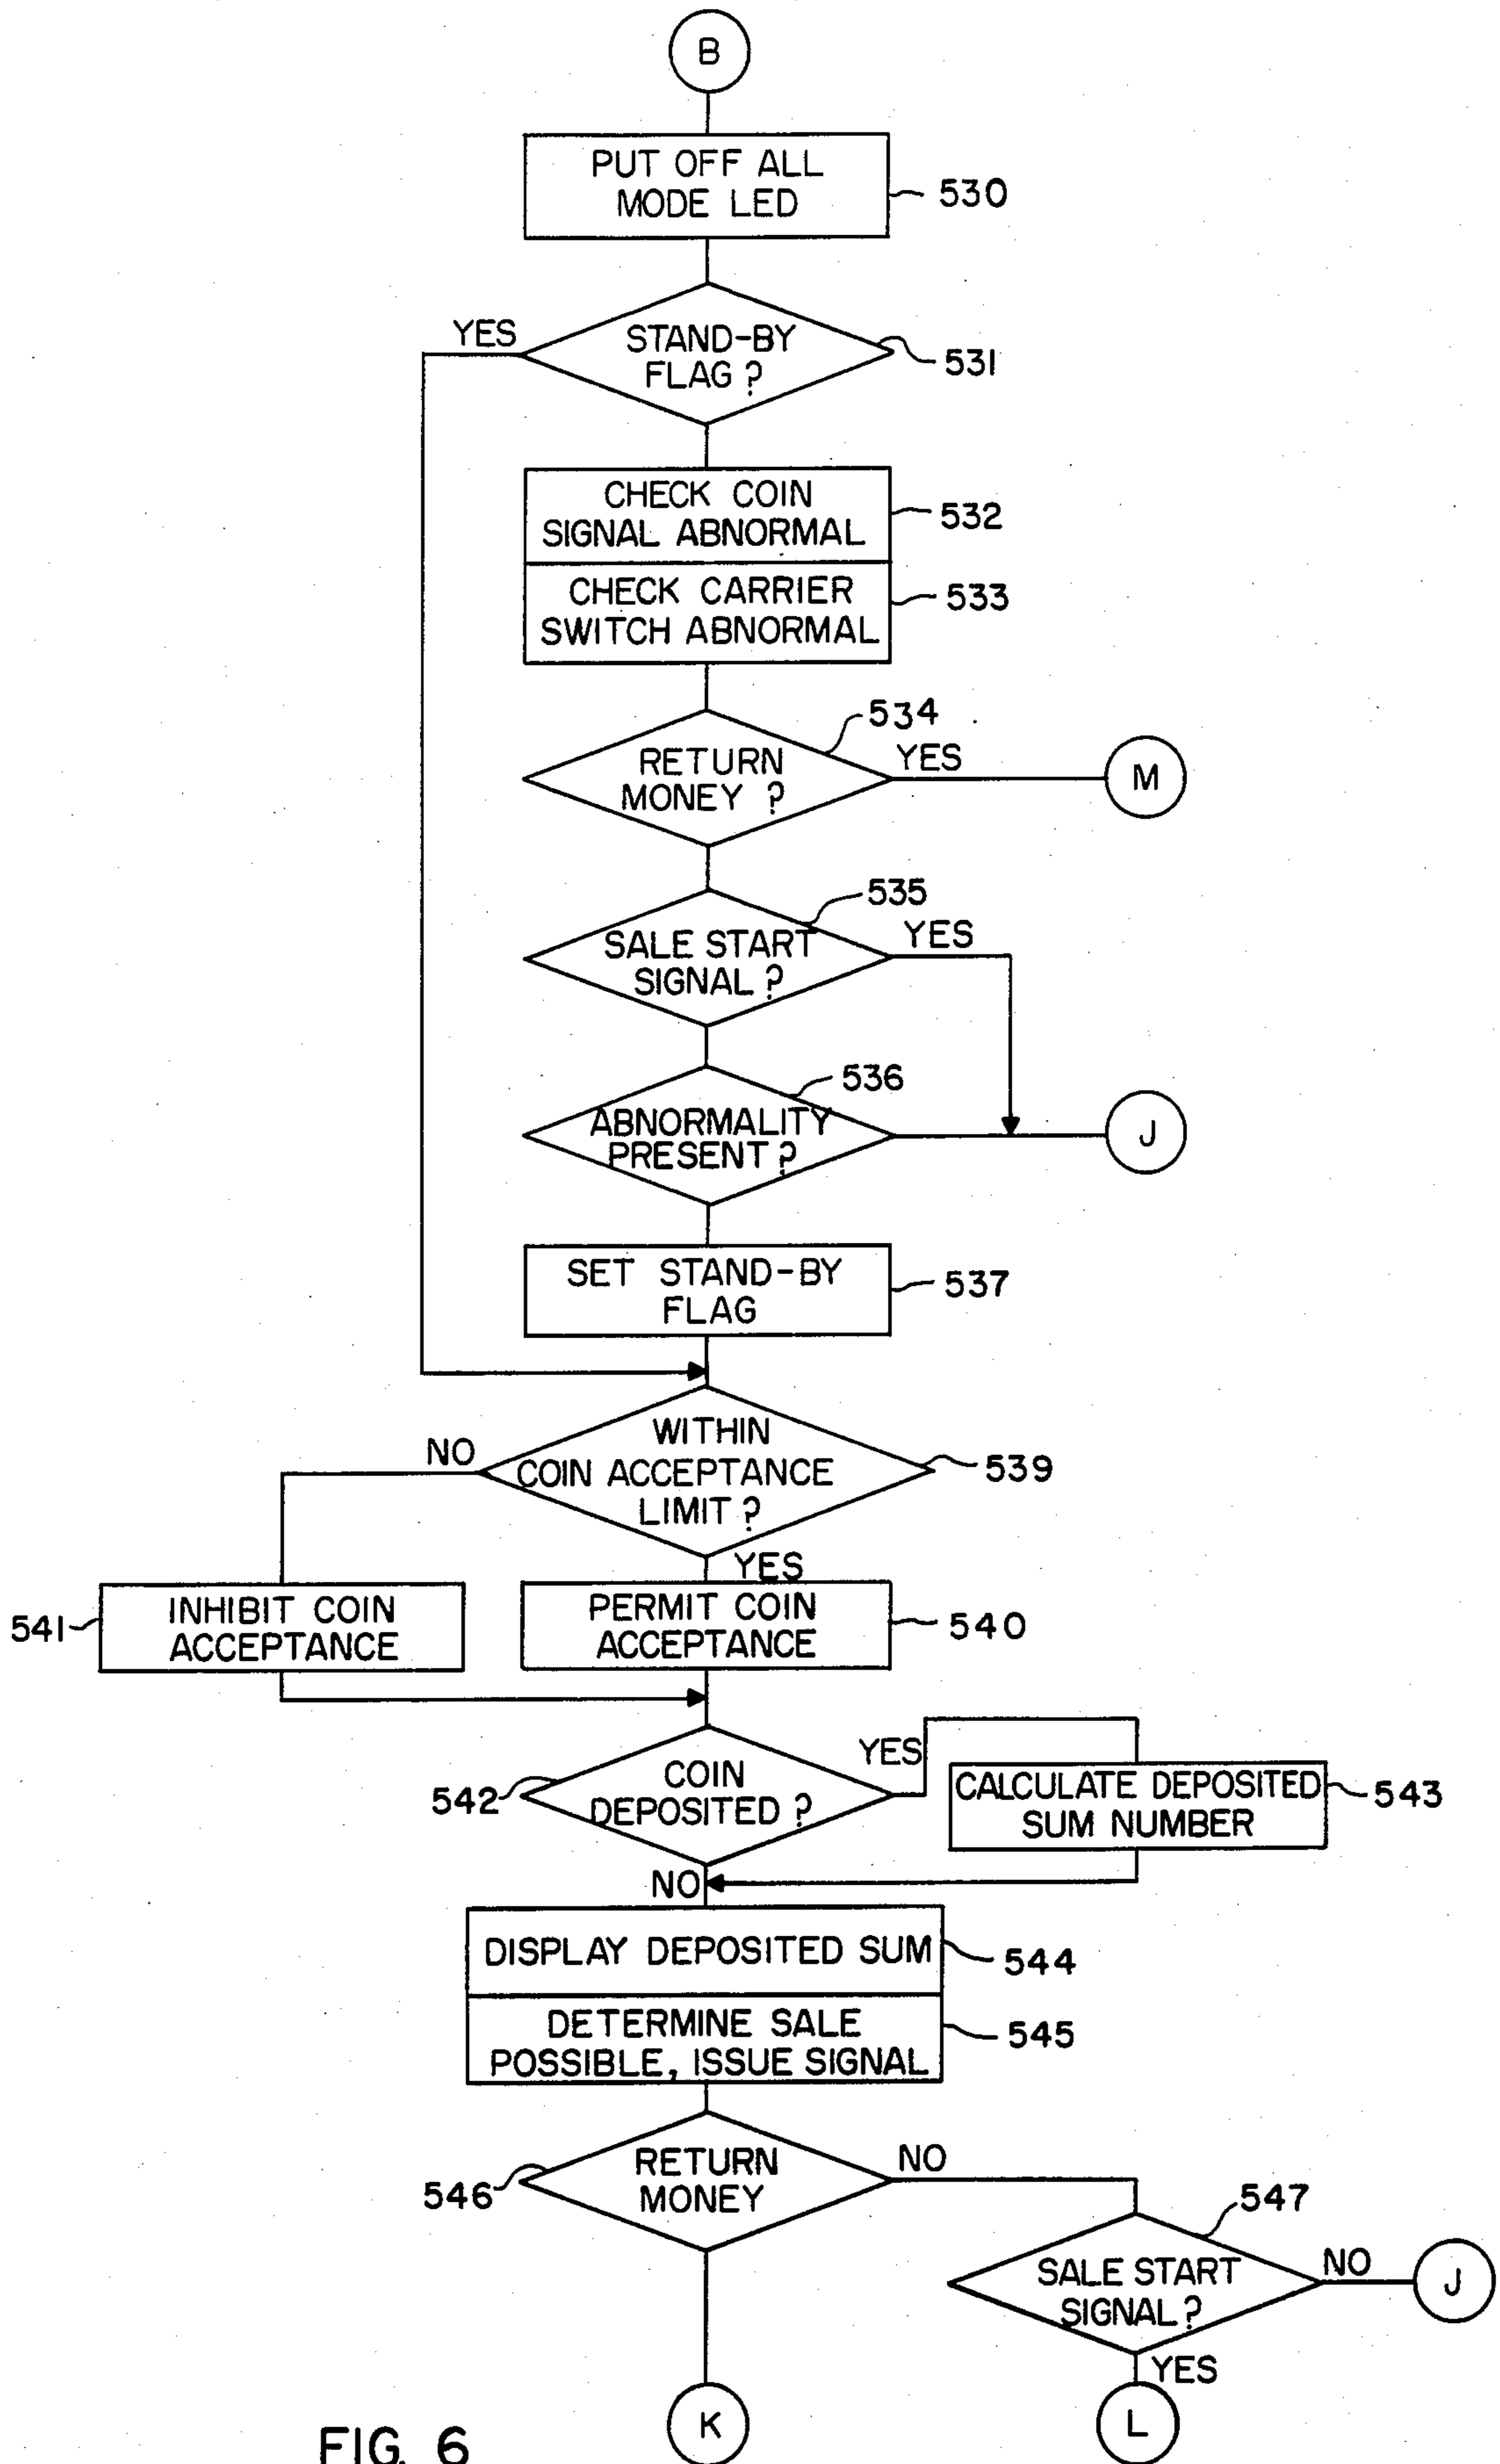 B
PUT OFF ALL
MODE LED
530
YES
STAND-BY
FLAG ?
531
CHECK COIN
SIGNAL ABNORMAL
532
CHECK CARRIER
SWITCH ABNORMAL
533
534
RETURN
MONEY ?
YES
M
535
SALE START
SIGNAL ?
YES
536
ABNORMALITY
PRESENT ?
J
SET STAND-BY
FLAG
537
NO
WITHIN
COIN ACCEPTANCE
LIMIT ?
539
YES
541
INHIBIT COIN
ACCEPTANCE
PERMIT COIN
ACCEPTANCE
540
542
COIN
DEPOSITED ?
YES
CALCULATE DEPOSITED
SUM NUMBER
543
NO
DISPLAY DEPOSITED SUM
544
DETERMINE SALE
POSSIBLE, ISSUE SIGNAL
545
546
RETURN
MONEY
NO
547
SALE START
SIGNAL ?
NO
J
YES
K
L
FIG. 6